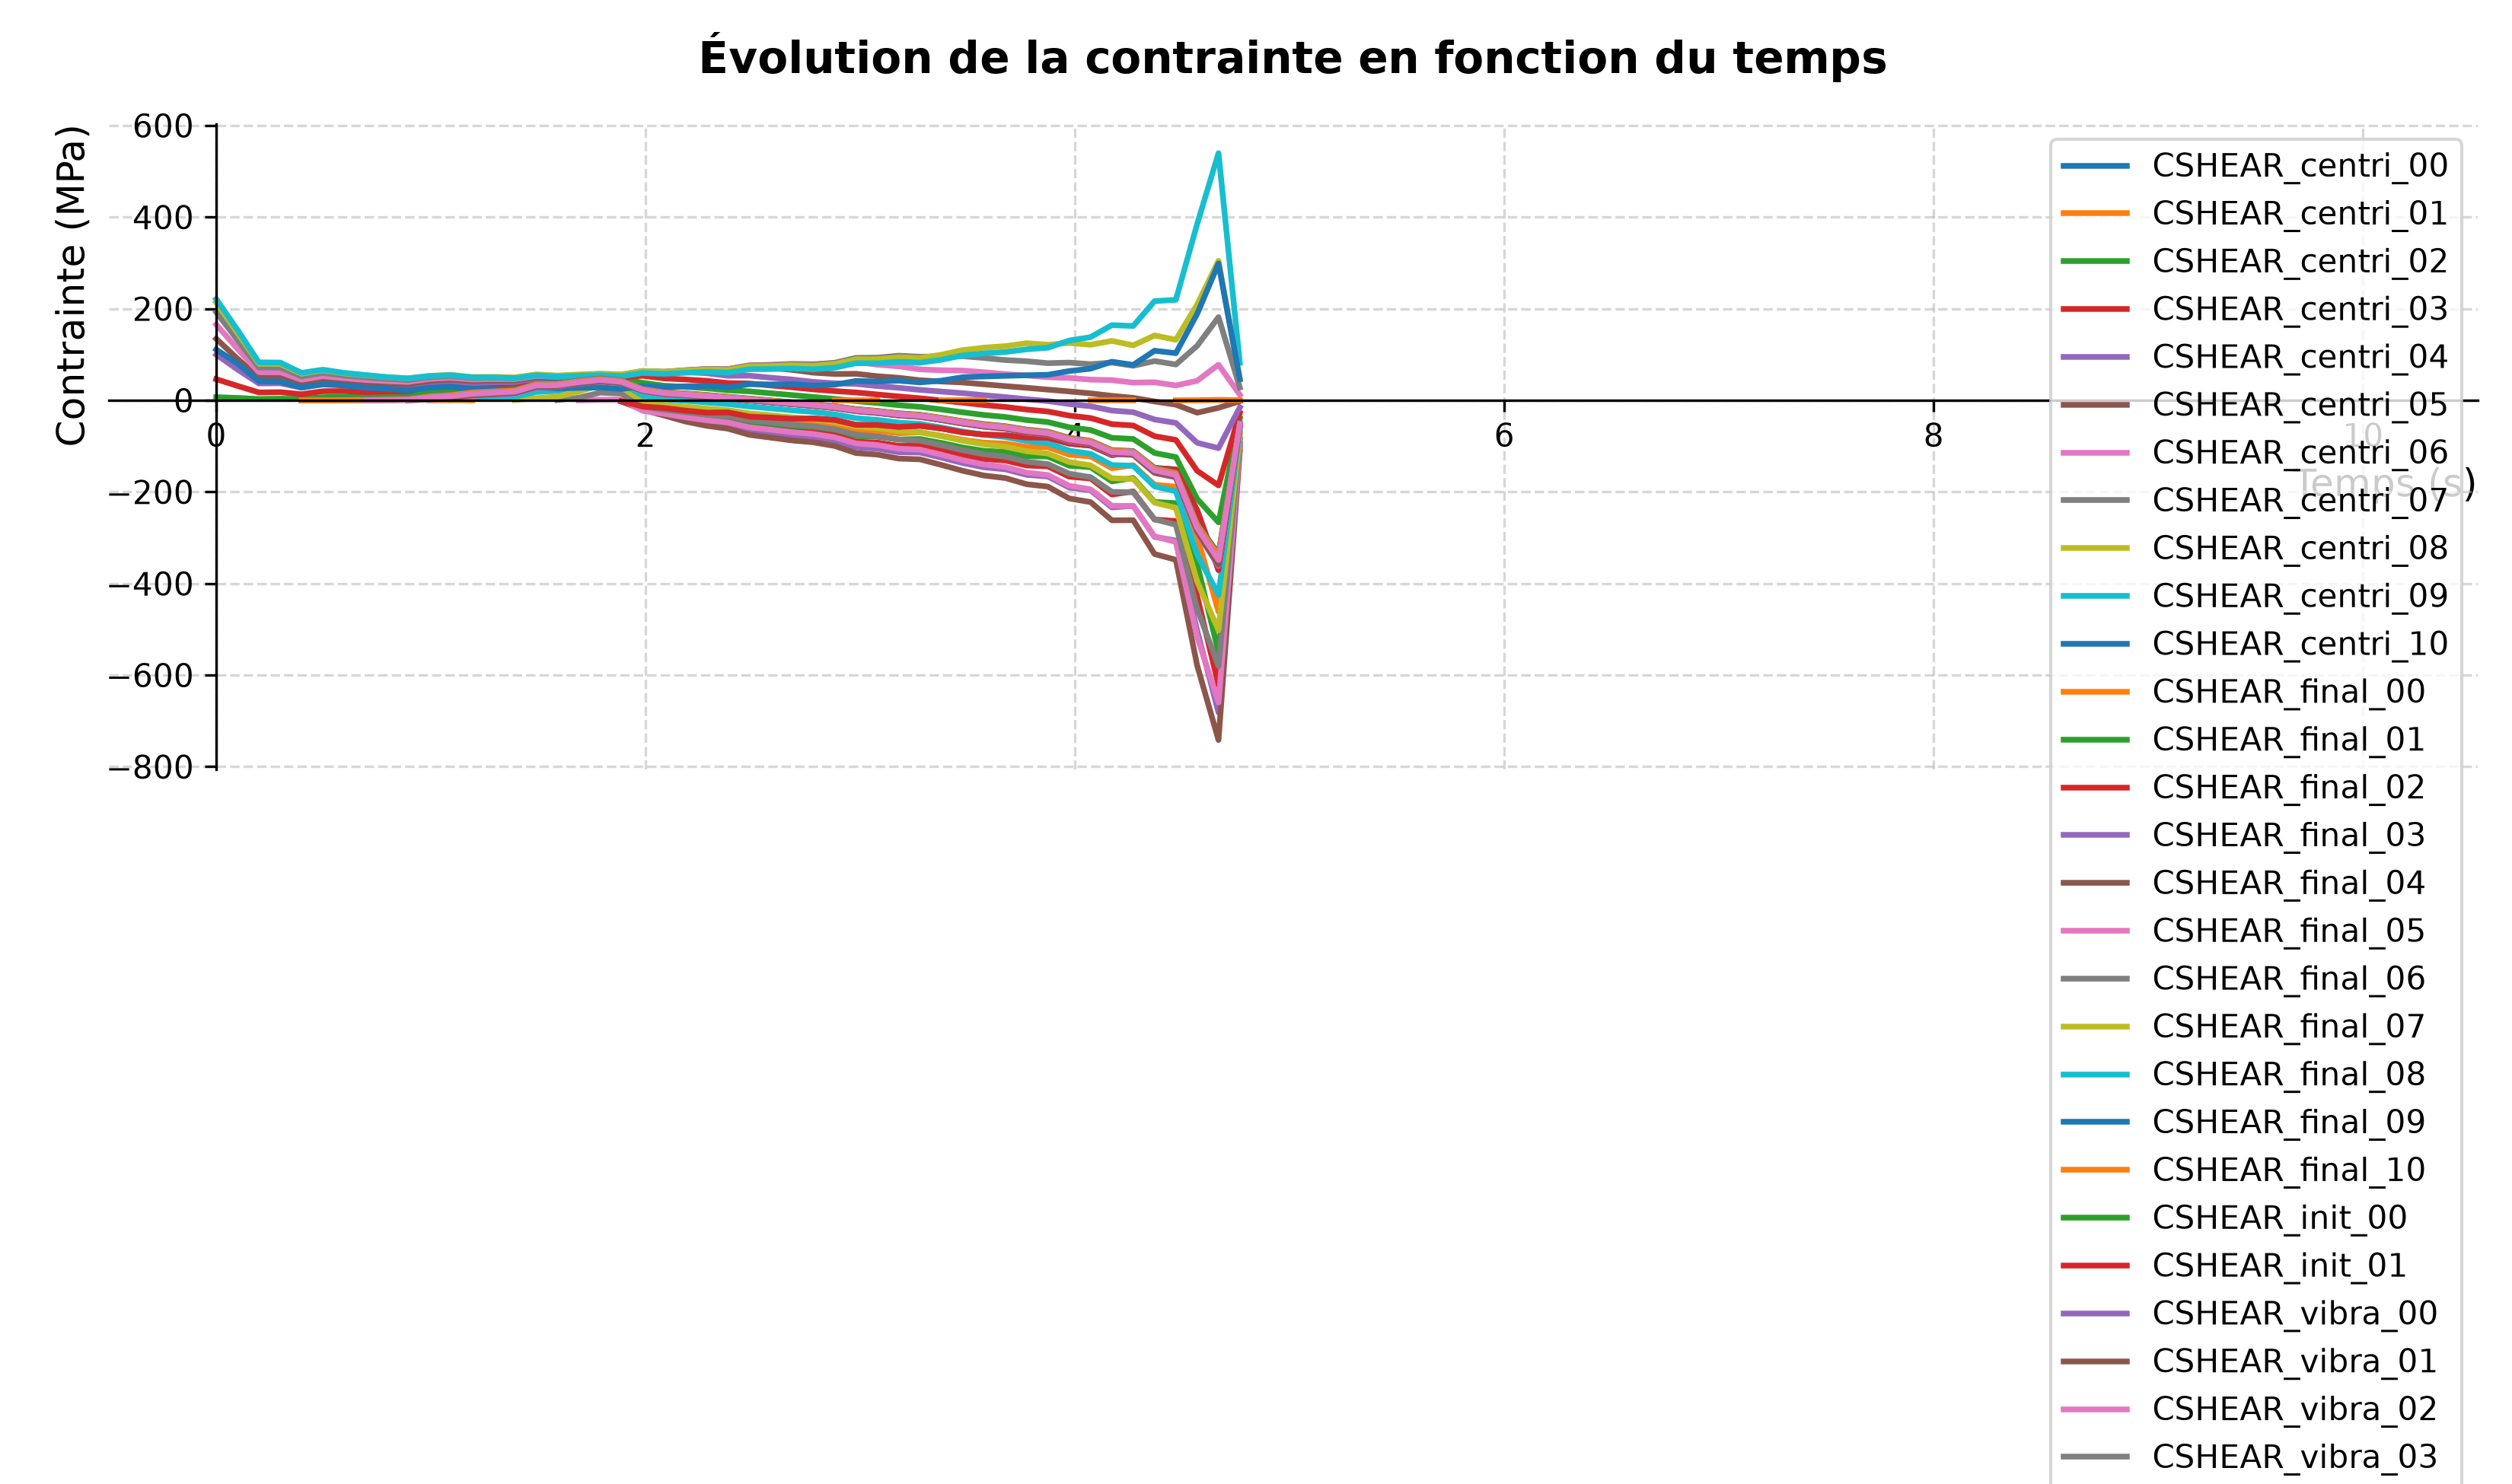 Évolution de la contrainte en fonction du temps
Contrainte (MPa)
600
400
200
0
−200
−400
−600
−800
0
2
4
6
8
10
Temps (s)
CSHEAR_centri_00
CSHEAR_centri_01
CSHEAR_centri_02
CSHEAR_centri_03
CSHEAR_centri_04
CSHEAR_centri_05
CSHEAR_centri_06
CSHEAR_centri_07
CSHEAR_centri_08
CSHEAR_centri_09
CSHEAR_centri_10
CSHEAR_final_00
CSHEAR_final_01
CSHEAR_final_02
CSHEAR_final_03
CSHEAR_final_04
CSHEAR_final_05
CSHEAR_final_06
CSHEAR_final_07
CSHEAR_final_08
CSHEAR_final_09
CSHEAR_final_10
CSHEAR_init_00
CSHEAR_init_01
CSHEAR_vibra_00
CSHEAR_vibra_01
CSHEAR_vibra_02
CSHEAR_vibra_03